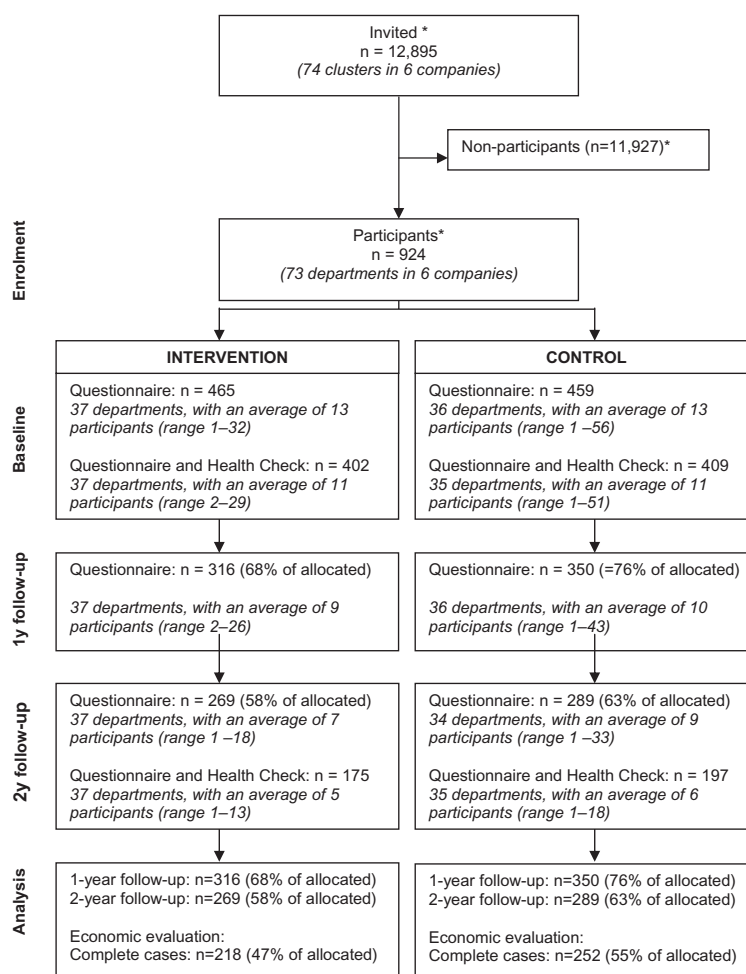 Invited *
n = 12,895
(74 clusters in 6 companies)
Non-participants (n=11,927)*
Enrolment
Participants*
n = 924
(73 departments in 6 companies)
INTERVENTION
CONTROL
Baseline
Questionnaire: n = 465
37 departments, with an average of 13
participants (range 1–32)
Questionnaire and Health Check: n = 402
37 departments, with an average of 11
participants (range 2–29)
Questionnaire: n = 459
36 departments, with an average of 13
participants (range 1 –56)
Questionnaire and Health Check: n = 409
35 departments, with an average of 11
participants (range 1–51)
1y follow-up
Questionnaire: n = 316 (68% of allocated)
37 departments, with an average of 9
participants (range 2–26)
Questionnaire: n = 350 (=76% of allocated)
36 departments, with an average of 10
participants (range 1–43)
2y follow-up
Questionnaire: n = 269 (58% of allocated)
37 departments, with an average of 7
participants (range 1 –18)
Questionnaire and Health Check: n = 175
37 departments, with an average of 5
participants (range 1–13)
Questionnaire: n = 289 (63% of allocated)
34 departments, with an average of 9
participants (range 1 –33)
Questionnaire and Health Check: n = 197
35 departments, with an average of 6
participants (range 1–18)
Analysis
1-year follow-up: n=316 (68% of allocated)
2-year follow-up: n=269 (58% of allocated)
Economic evaluation:
Complete cases: n=218 (47% of allocated)
1-year follow-up: n=350 (76% of allocated)
2-year follow-up: n=289 (63% of allocated)
Economic evaluation:
Complete cases: n=252 (55% of allocated)